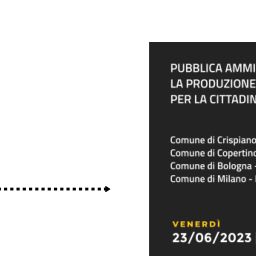 PUBBLICA AMMI
LA PRODUZIONE
PER LA CITTADIN
Comune di Crispiano
Comune di Copertino
Comune di Bologna -
Comune di Milano -
VENERDÌ
23/06/2023